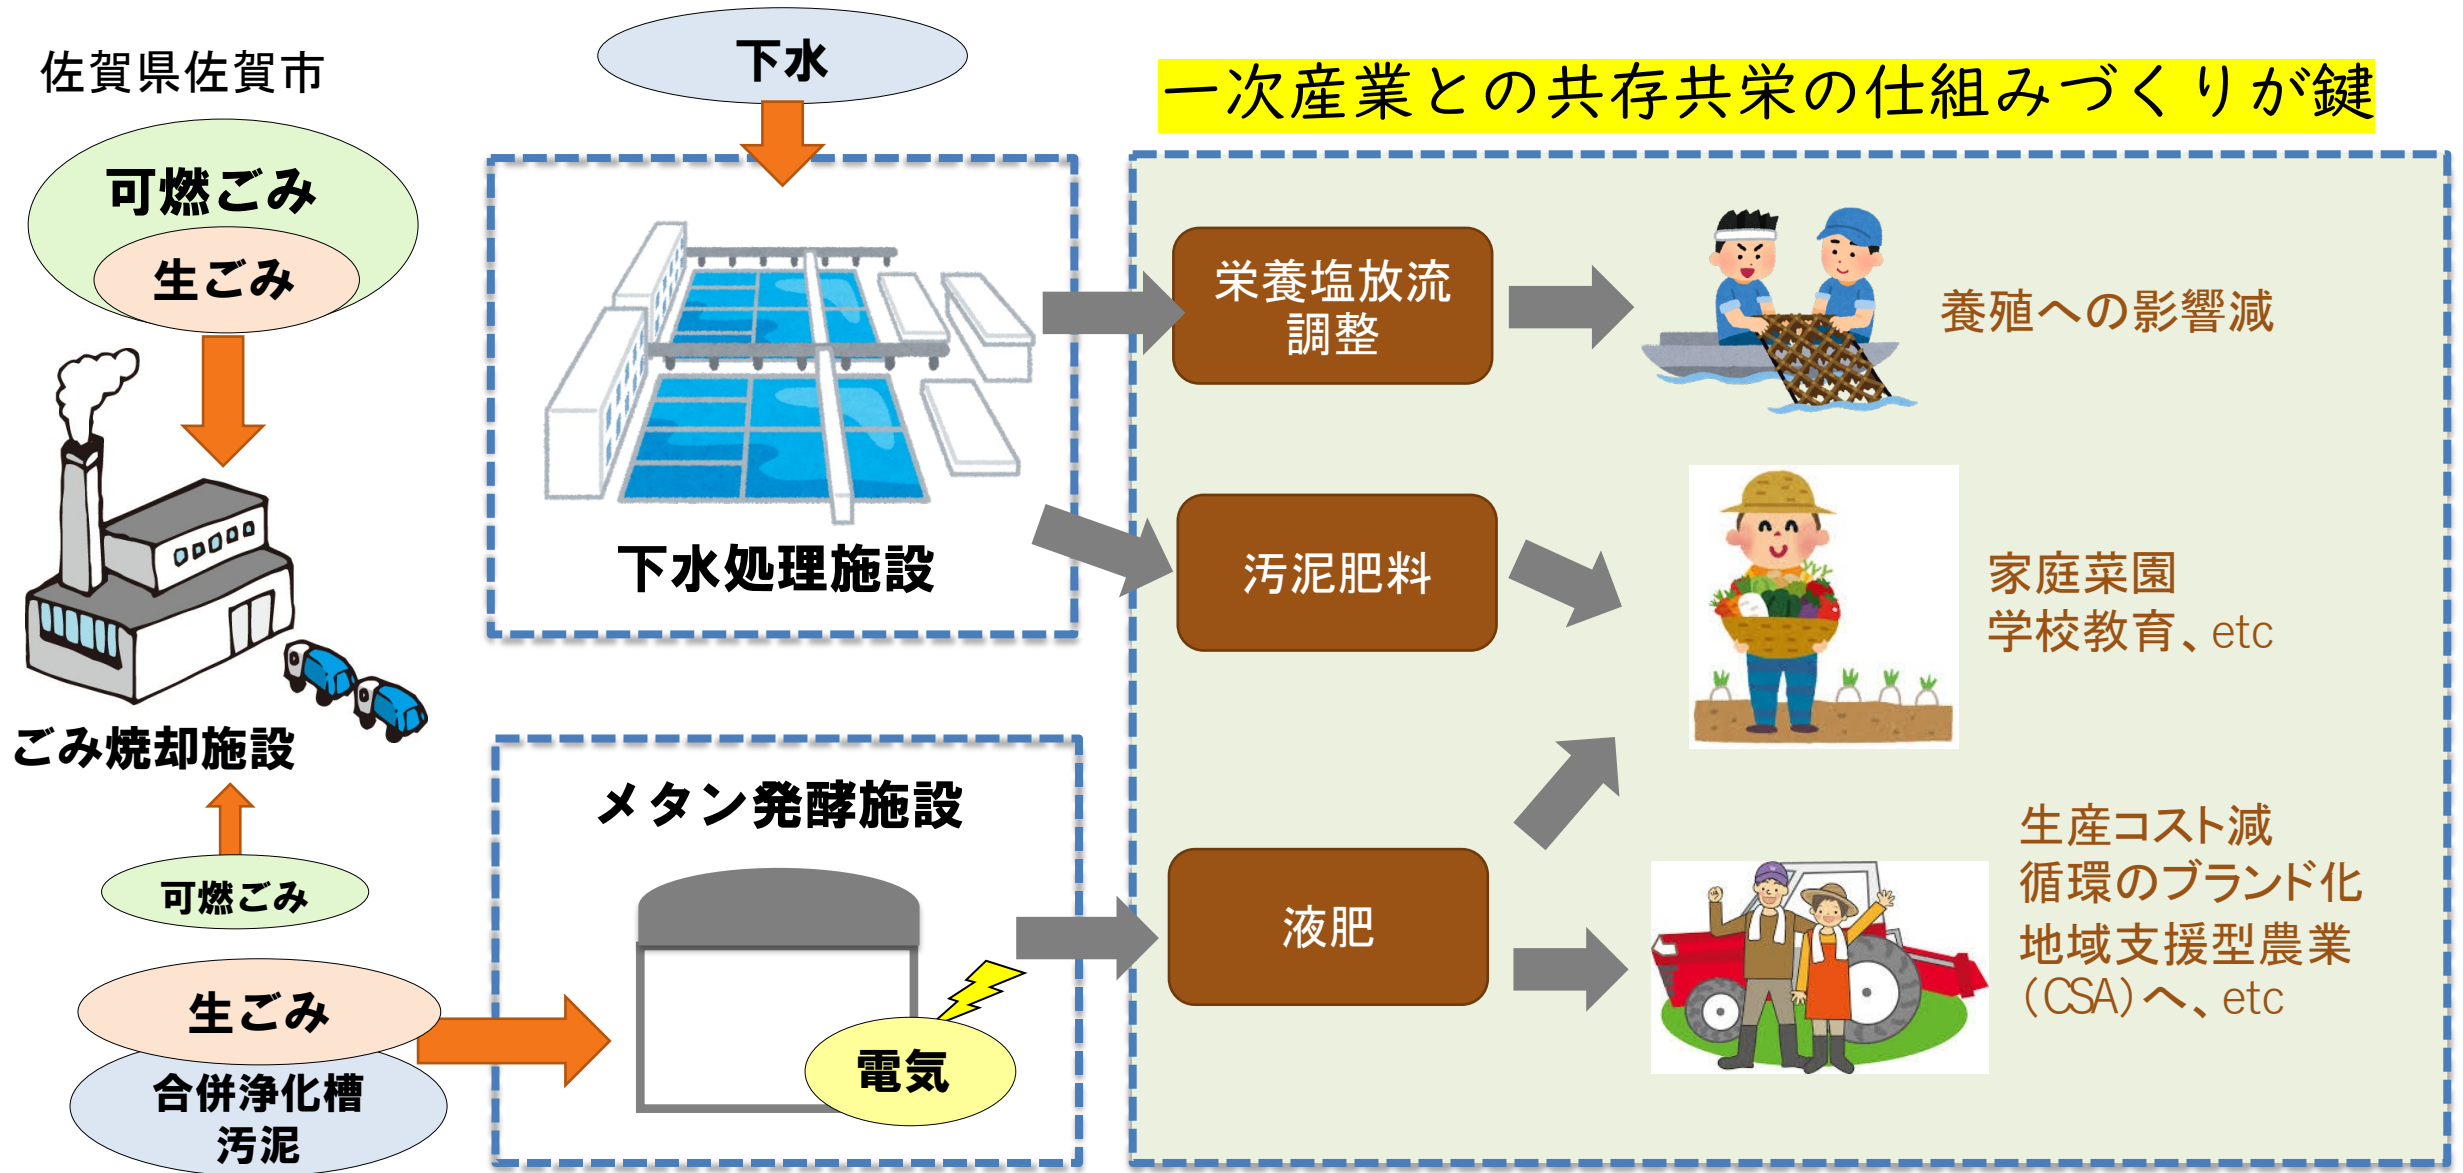 佐賀県佐賀市
可燃ごみ
生ごみ
ごみ焼却施設
可燃ごみ
生ごみ
合併浄化槽
汚泥
下水
下水処理施設
メタン発酵施設
電気
一次産業との共存共栄の仕組みづくりが鍵
栄養塩放流
調整
養殖への影響減
汚泥肥料
家庭菜園
学校教育、etc
液肥
生産コスト減
循環のブランド化
地域支援型農業
（CSA）へ、etc